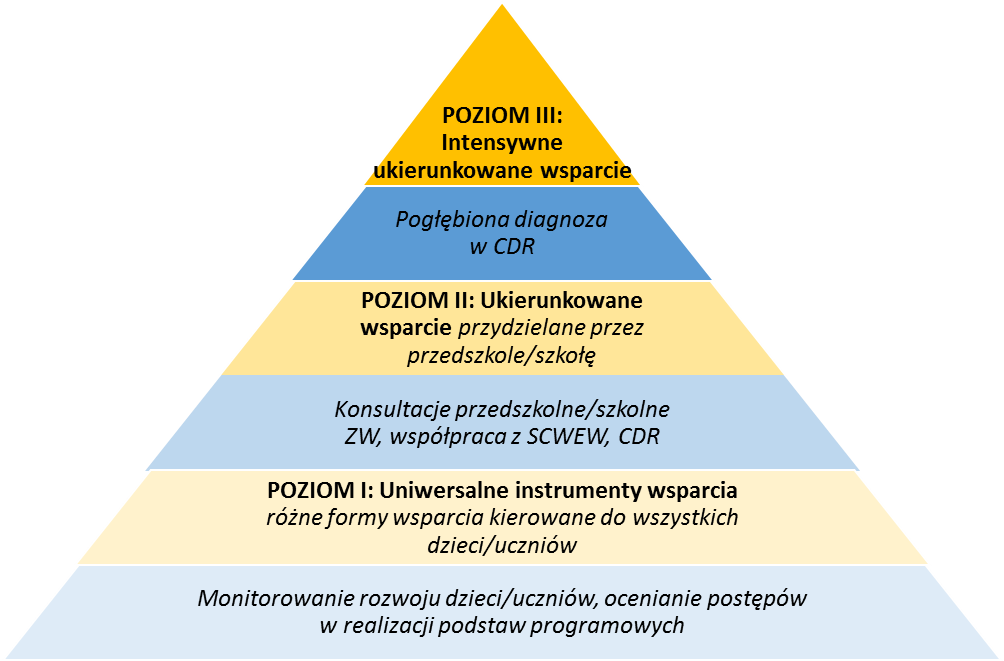 POZIOM III:
Intensywne
ukierunkowane wsparcie
Pogłębiona diagnoza
w CDR
POZIOM II: Ukierunkowane
wsparcie przydzielane przez
przedszkole/szkołę
Konsultacje przedszkolne/szkolne
ZW, współpraca z SCWEW, CDR
POZIOM I: Uniwersalne instrumenty wsparcia
różne formy wsparcia kierowane do wszystkich
dzieci/uczniów
Monitorowanie rozwoju dzieci/uczniów, ocenianie postępów
w realizacji podstaw programowych